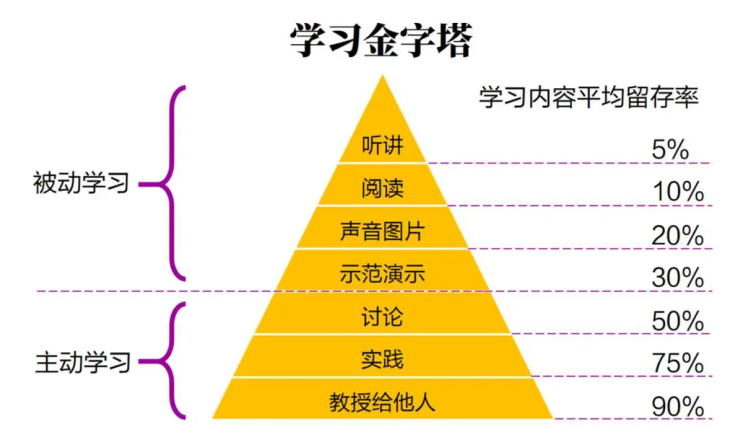 学习金字塔
学习内容平均留存率
被动学习
听讲 5%
阅读 10%
声音图片 20%
示范演示 30%
主动学习
讨论 50%
实践 75%
教授给他人 90%